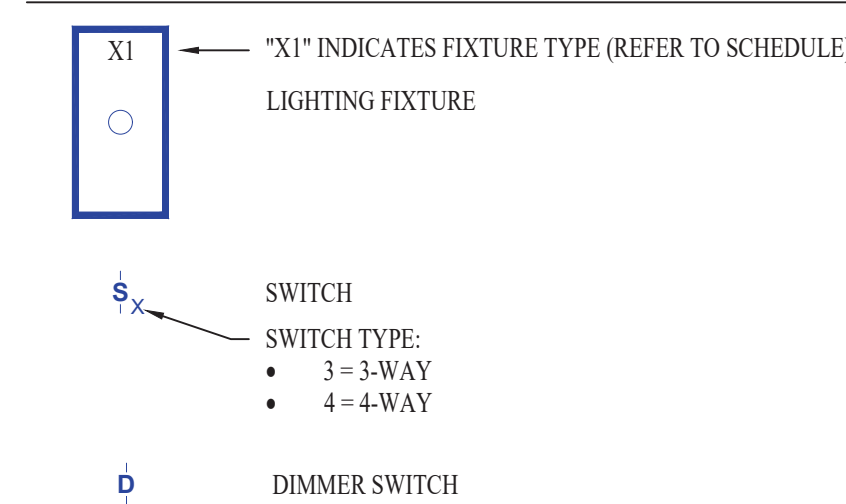 X1 "X1" INDICATES FIXTURE TYPE (REFER TO SCHEDULE)
LIGHTING FIXTURE
S X SWITCH
SWITCH TYPE:
• 3 = 3-WAY
• 4 = 4-WAY
D DIMMER SWITCH